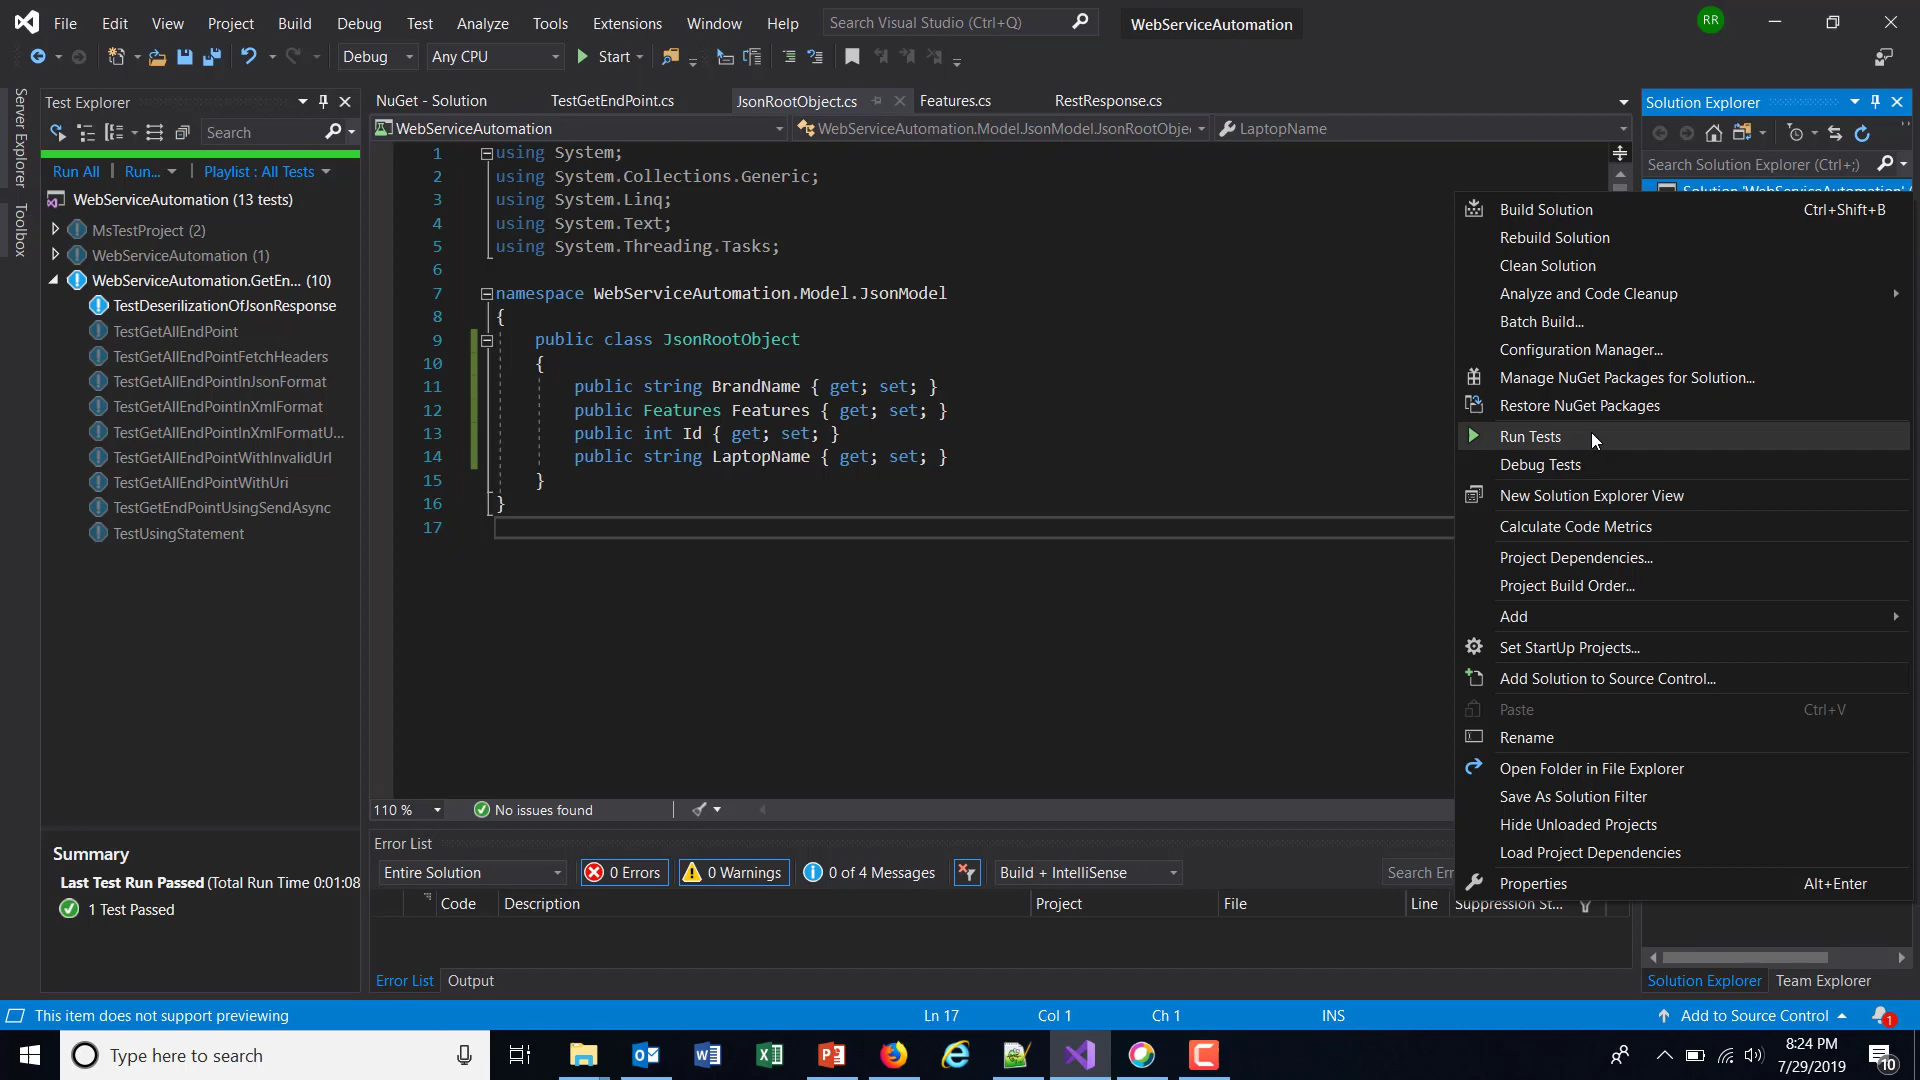 File Edit View Project Build Debug Test Analyze Tools Extensions Window Help Search Visual Studio (Ctrl+Q) WebServiceAutomation RR
Debug Any CPU Start
Server Explorer
Toolbox
Test Explorer
Search
Run All | Run... | Playlist : All Tests
WebServiceAutomation (13 tests)
MsTestProject (2)
WebServiceAutomation (1)
WebServiceAutomation.GetEn... (10)
TestDeserilizationOfJsonResponse
TestGetAllEndPoint
TestGetAllEndPointFetchHeaders
TestGetAllEndPointInJsonFormat
TestGetAllEndPointInXmlFormat
TestGetAllEndPointInXmlFormatU...
TestGetAllEndPointWithInvalidUrl
TestGetAllEndPointWithUri
TestGetEndPointUsingSendAsync
TestUsingStatement
Summary
Last Test Run Passed (Total Run Time 0:01:08
1 Test Passed
NuGet - Solution TestGetEndPoint.cs JsonRootObject.cs Features.cs RestResponse.cs
WebServiceAutomation WebServiceAutomation.Model.JsonModel.JsonRootObje LaptopName
1 using System;
2 using System.Collections.Generic;
3 using System.Linq;
4 using System.Text;
5 using System.Threading.Tasks;
6
7 namespace WebServiceAutomation.Model.JsonModel
8 {
9 public class JsonRootObject
10 {
11 public string BrandName { get; set; }
12 public Features Features { get; set; }
13 public int Id { get; set; }
14 public string LaptopName { get; set; }
15 }
16 }
17
110 % No issues found
Error List
Entire Solution 0 Errors 0 Warnings 0 of 4 Messages Build + IntelliSense Search Err
Code Description Project File Line Suppression St...
Error List Output
Solution Explorer
Search Solution Explorer (Ctrl+;)
Solution 'WebServiceAutomation' (
Build Solution Ctrl+Shift+B
Rebuild Solution
Clean Solution
Analyze and Code Cleanup
Batch Build...
Configuration Manager...
Manage NuGet Packages for Solution...
Restore NuGet Packages
Run Tests
Debug Tests
New Solution Explorer View
Calculate Code Metrics
Project Dependencies...
Project Build Order...
Add
Set StartUp Projects...
Add Solution to Source Control...
Paste Ctrl+V
Rename
Open Folder in File Explorer
Save As Solution Filter
Hide Unloaded Projects
Load Project Dependencies
Properties Alt+Enter
Solution Explorer Team Explorer
This item does not support previewing Ln 17 Col 1 Ch 1 INS Add to Source Control 1
Type here to search
8:24 PM
7/29/2019
10